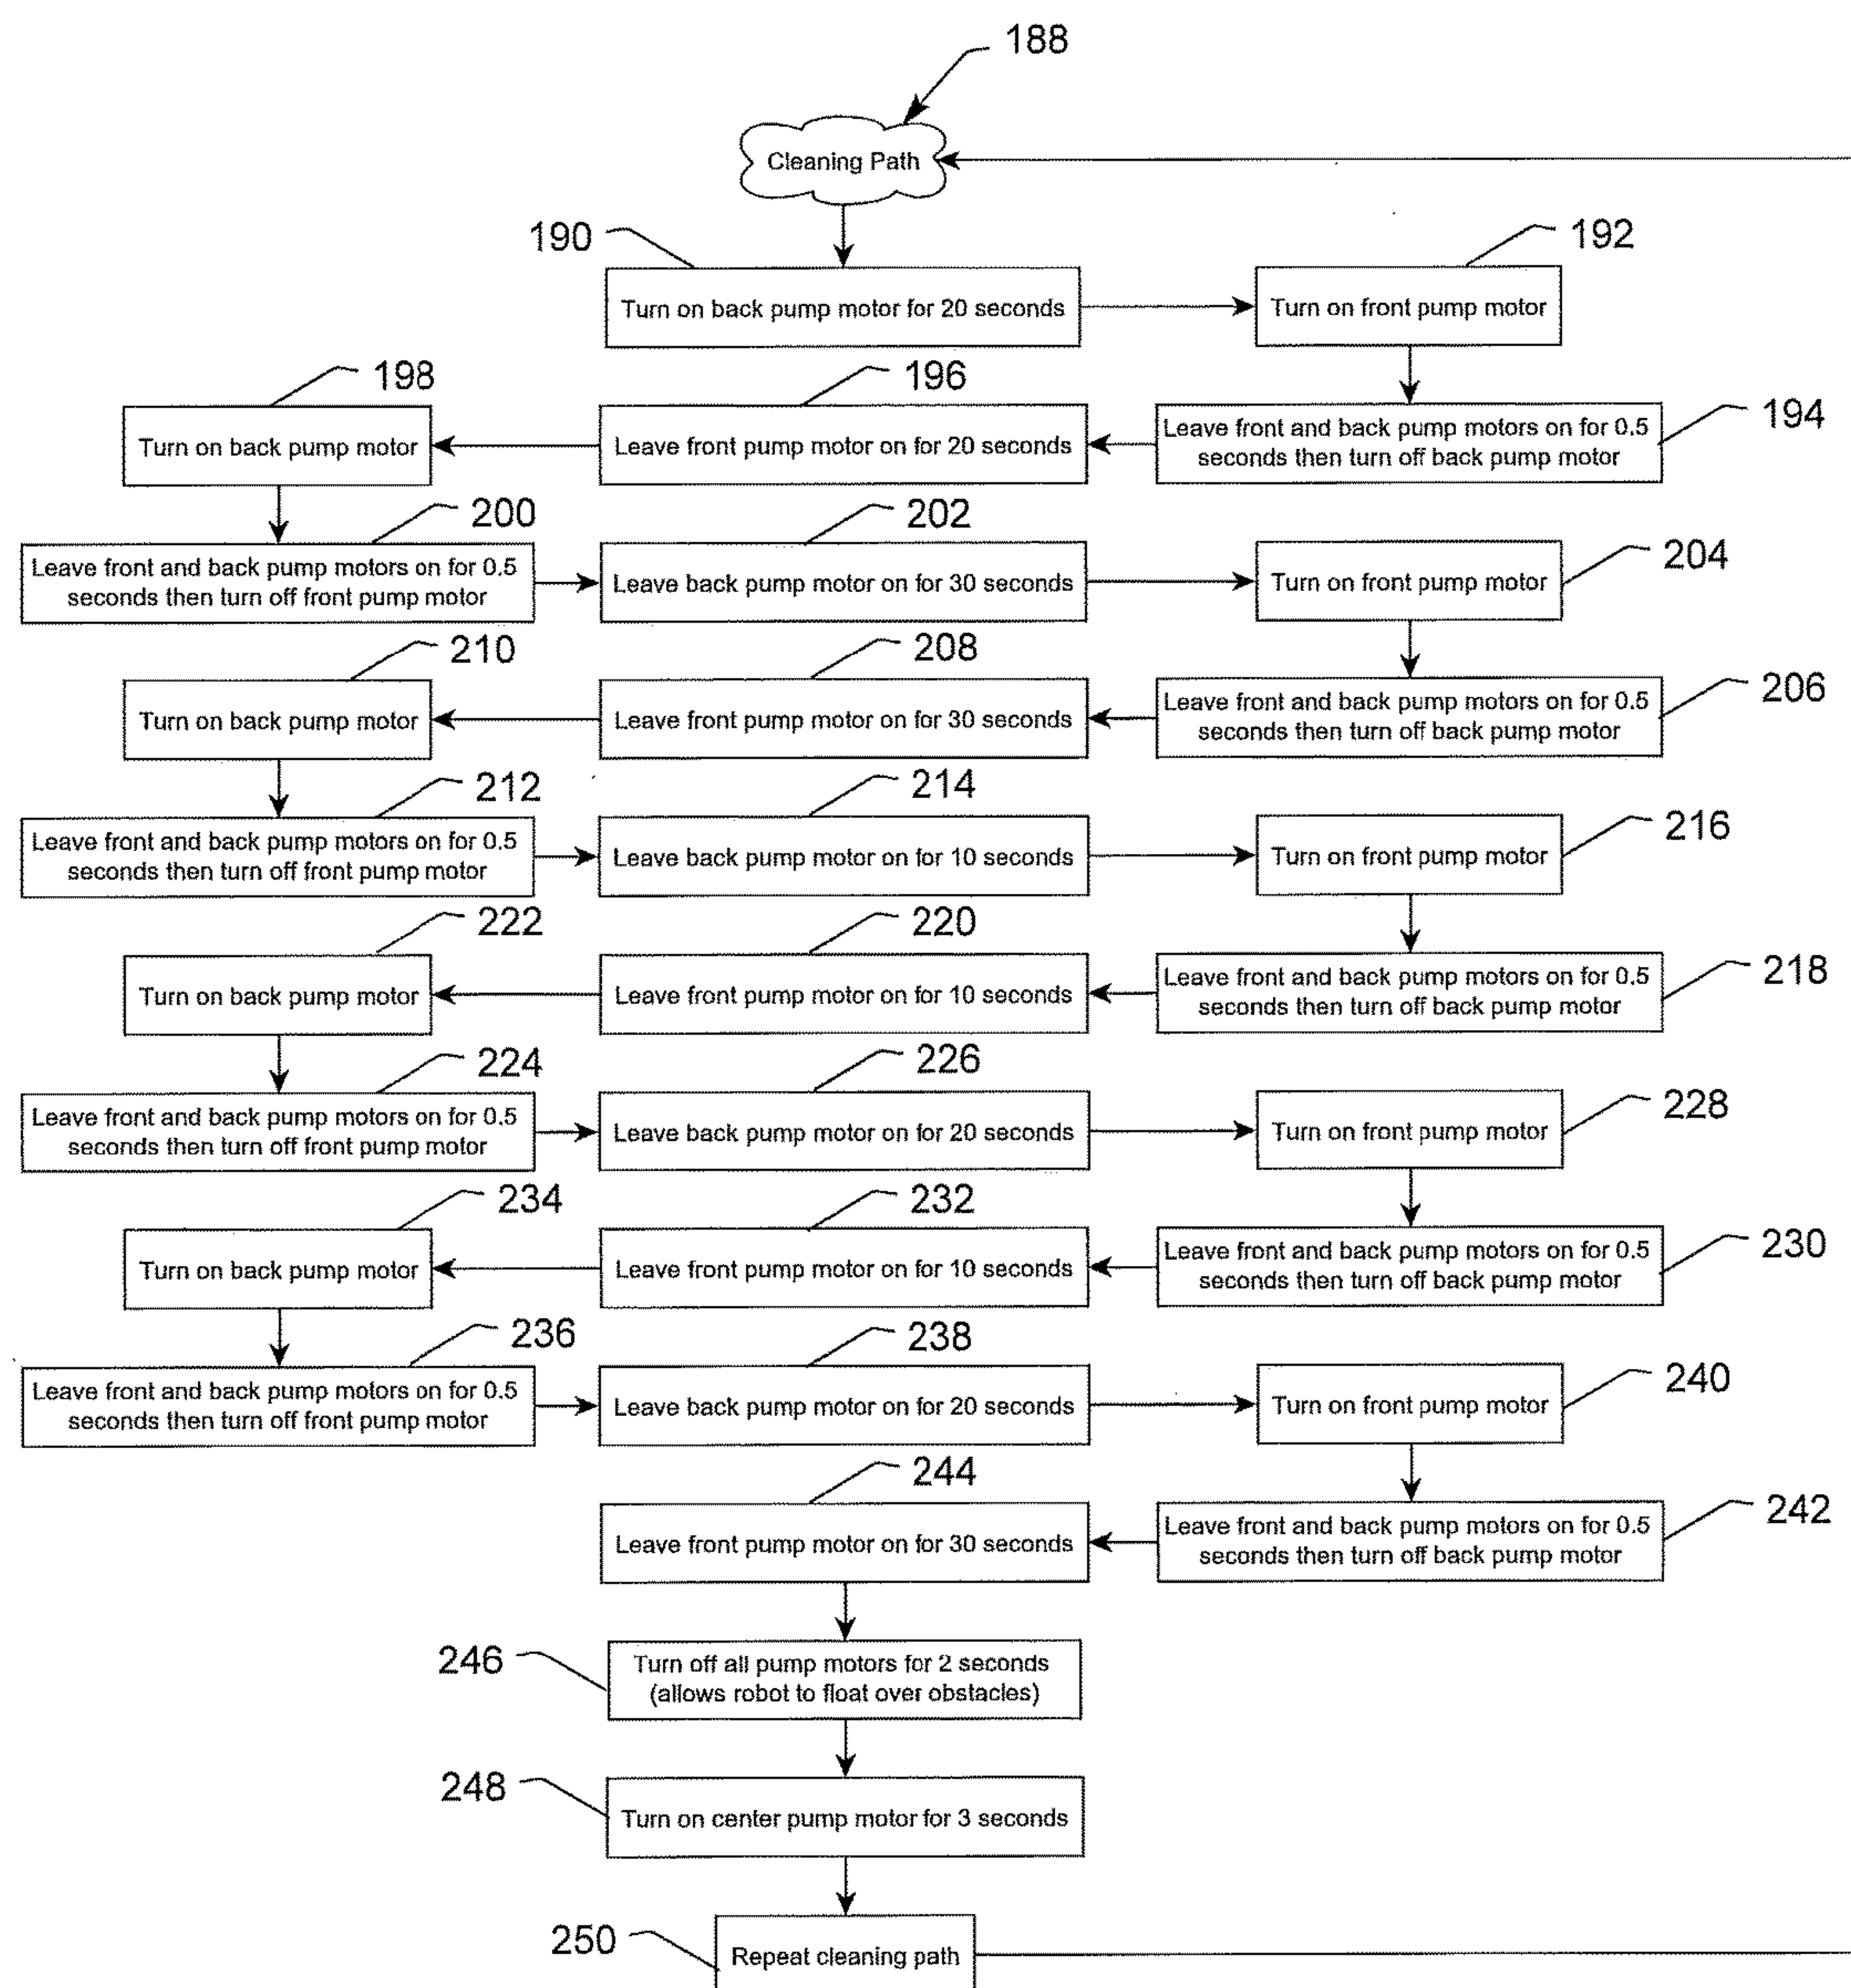 188
Cleaning Path
190
192
Turn on back pump motor for 20 seconds
Turn on front pump motor
198
196
194
Turn on back pump motor
Leave front pump motor on for 20 seconds
Leave front and back pump motors on for 0.5
seconds then turn off back pump motor
200
202
204
Leave front and back pump motors on for 0.5
seconds then turn off front pump motor
Leave back pump motor on for 30 seconds
Turn on front pump motor
210
208
206
Turn on back pump motor
Leave front pump motor on for 30 seconds
Leave front and back pump motors on for 0.5
seconds then turn off back pump motor
212
214
216
Leave front and back pump motors on for 0.5
seconds then turn off front pump motor
Leave back pump motor on for 10 seconds
Turn on front pump motor
222
220
218
Turn on back pump motor
Leave front pump motor on for 10 seconds
Leave front and back pump motors on for 0.5
seconds then turn off back pump motor
224
226
228
Leave front and back pump motors on for 0.5
seconds then turn off front pump motor
Leave back pump motor on for 20 seconds
Turn on front pump motor
234
232
230
Turn on back pump motor
Leave front pump motor on for 10 seconds
Leave front and back pump motors on for 0.5
seconds then turn off back pump motor
236
238
240
Leave front and back pump motors on for 0.5
seconds then turn off front pump motor
Leave back pump motor on for 20 seconds
Turn on front pump motor
244
242
Leave front pump motor on for 30 seconds
Leave front and back pump motors on for 0.5
seconds then turn off back pump motor
246
Turn off all pump motors for 2 seconds
(allows robot to float over obstacles)
248
Turn on center pump motor for 3 seconds
250
Repeat cleaning path